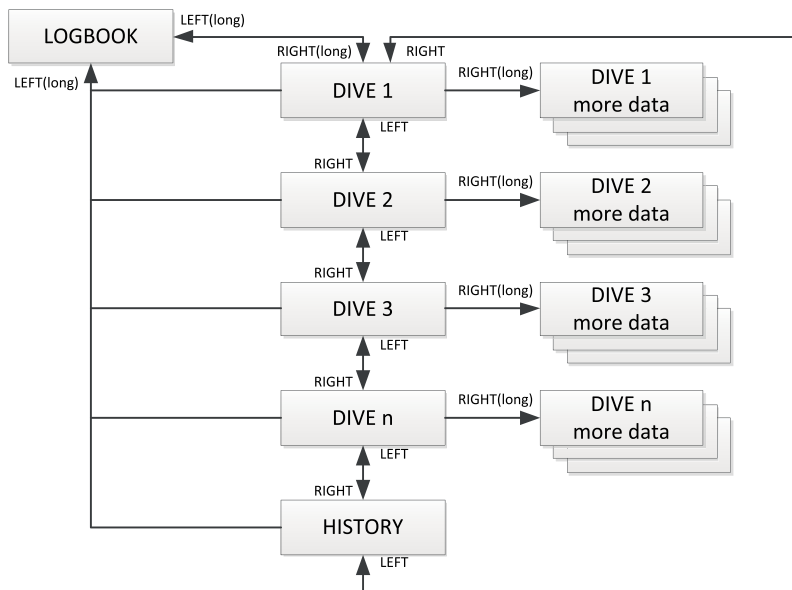 LOGBOOK
LEFT(long)
RIGHT(long)
RIGHT
LEFT(long)
DIVE 1
RIGHT(long)
DIVE 1
more data
LEFT
RIGHT
DIVE 2
RIGHT(long)
DIVE 2
more data
LEFT
RIGHT
DIVE 3
RIGHT(long)
DIVE 3
more data
LEFT
RIGHT
DIVE n
RIGHT(long)
DIVE n
more data
LEFT
RIGHT
HISTORY
LEFT